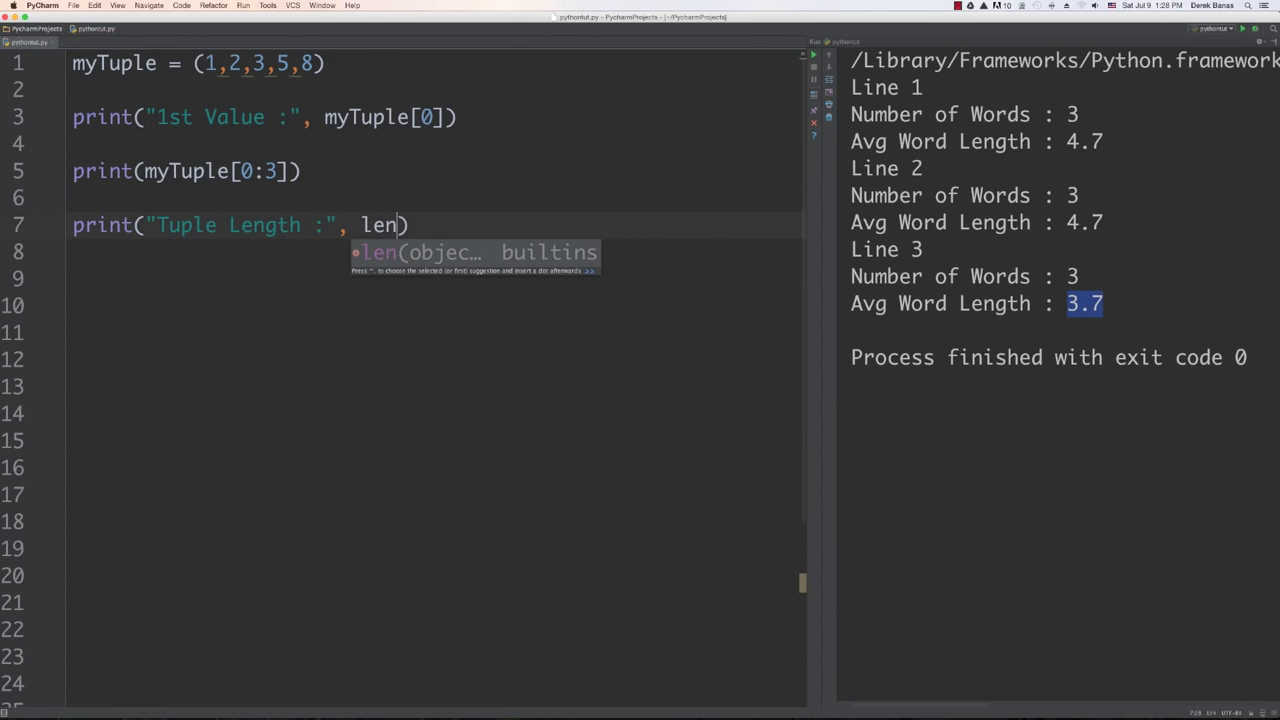 PyCharm File Edit View Navigate Code Refactor Run Tools VCS Window Help
10 Sat Jul 9 1:28 PM Derek Banas
pythontut.py - PycharmProjects - [~/PycharmProjects]
PycharmProjects pythontut.py
pythontut
pythontut.py
Run pythontut
1 myTuple = (1,2,3,5,8)
2
3 print("1st Value :", myTuple[0])
4
5 print(myTuple[0:3])
6
7 print("Tuple Length :", len)
8
len(objec… builtins
Press ^. to choose the selected (or first) suggestion and insert a dot afterwards >>
9
10
11
12
13
14
15
16
17
18
19
20
21
22
23
24
25
/Library/Frameworks/Python.framework
Line 1
Number of Words : 3
Avg Word Length : 4.7
Line 2
Number of Words : 3
Avg Word Length : 4.7
Line 3
Number of Words : 3
Avg Word Length : 3.7
Process finished with exit code 0
7:28 LF‡ UTF-8‡